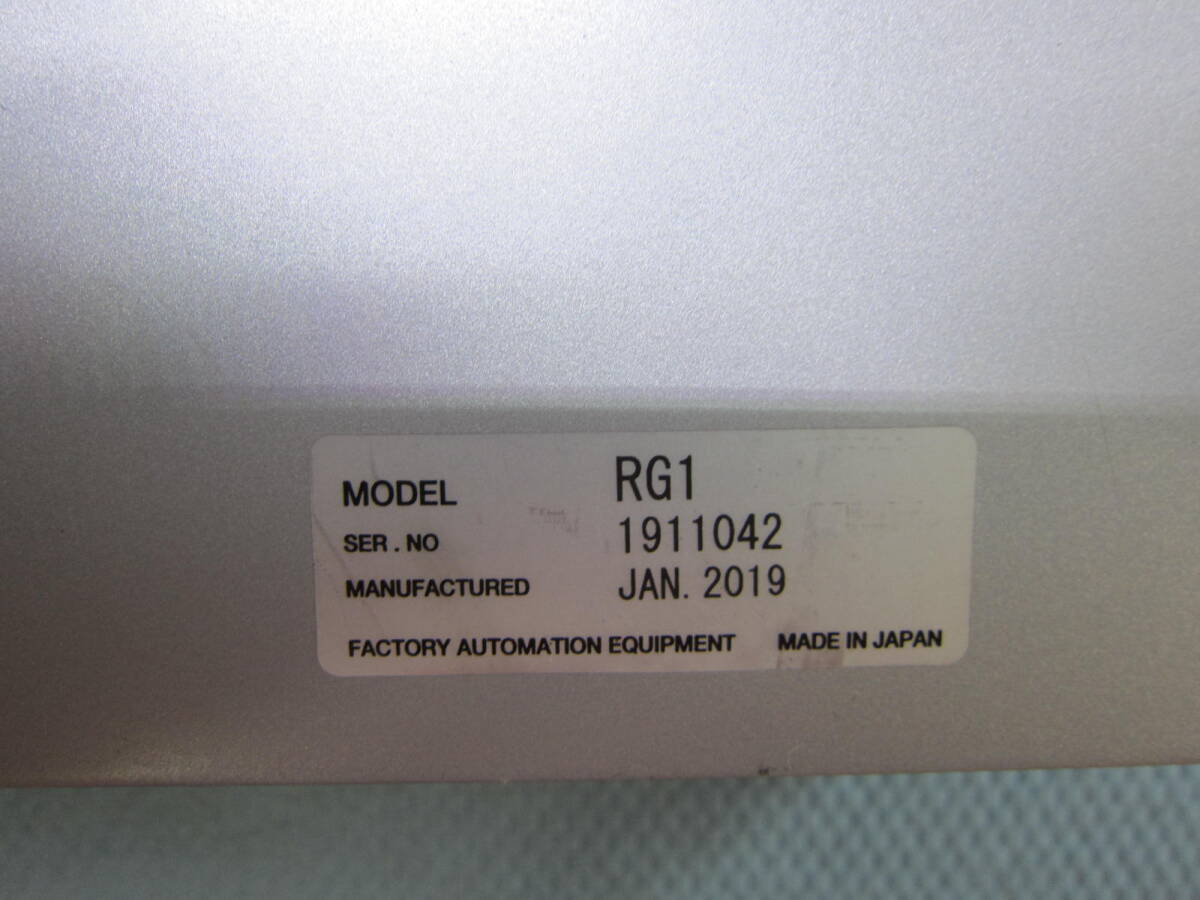 MODEL RG1
SER . NO 1911042
MANUFACTURED JAN. 2019
FACTORY AUTOMATION EQUIPMENT MADE IN JAPAN